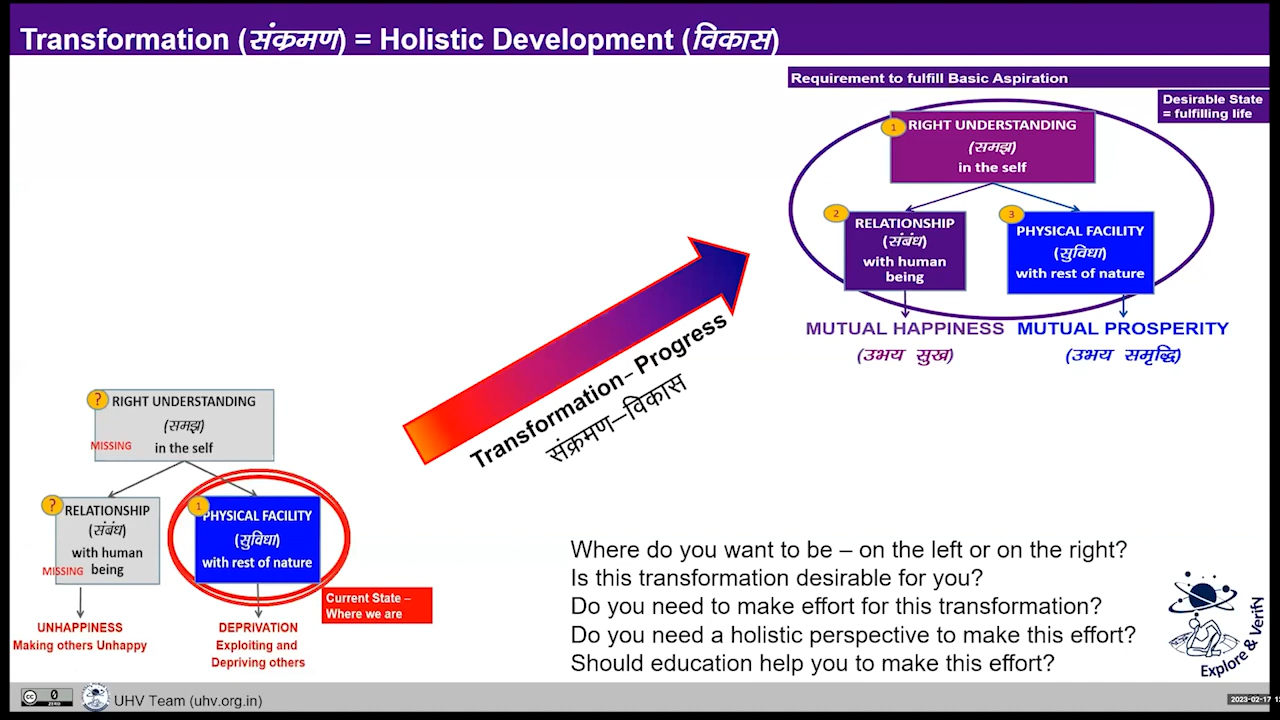 Transformation (संक्रमण) = Holistic Development (विकास)
Requirement to fulfill Basic Aspiration
Desirable State
= fulfilling life
1
RIGHT UNDERSTANDING
(समझ)
in the self
2
RELATIONSHIP
(संबंध)
with human
being
3
PHYSICAL FACILITY
(सुविधा)
with rest of nature
MUTUAL HAPPINESS
(उभय सुख)
MUTUAL PROSPERITY
(उभय समृद्धि)
Transformation– Progress
संक्रमण–विकास
?
RIGHT UNDERSTANDING
(समझ)
MISSING
in the self
?
RELATIONSHIP
(संबंध)
with human
MISSING
being
1
PHYSICAL FACILITY
(सुविधा)
with rest of nature
Current State –
Where we are
UNHAPPINESS
Making others Unhappy
DEPRIVATION
Exploiting and
Depriving others
Where do you want to be – on the left or on the right?
Is this transformation desirable for you?
Do you need to make effort for this transformation?
Do you need a holistic perspective to make this effort?
Should education help you to make this effort?
Explore & Verify
cc 0
ZERO
UHV Team (uhv.org.in)
2023-02-17